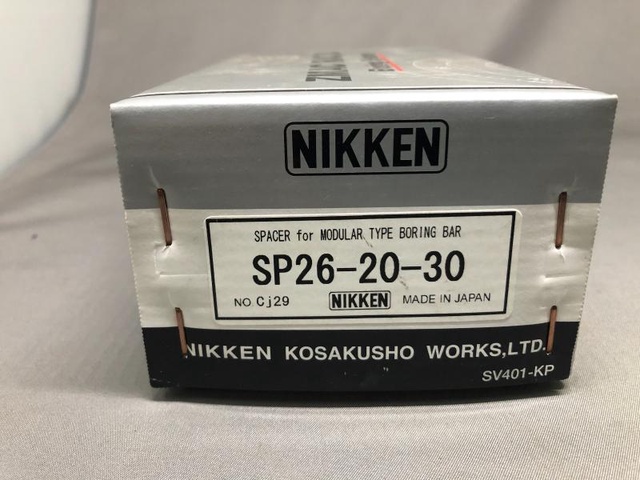 NIKKEN
SPACER for MODULAR TYPE BORING BAR
SP26-20-30
NO. Cj29 NIKKEN MADE IN JAPAN
NIKKEN KOSAKUSHO WORKS,LTD.
SV401-KP